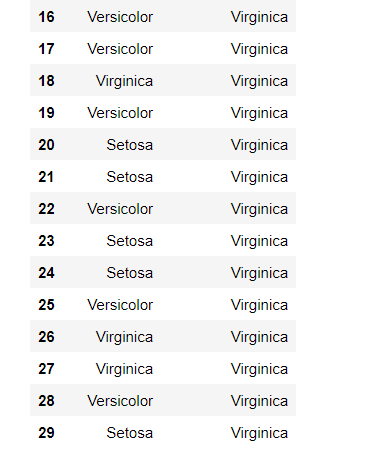 16 Versicolor Virginica
17 Versicolor Virginica
18 Virginica Virginica
19 Versicolor Virginica
20 Setosa Virginica
21 Setosa Virginica
22 Versicolor Virginica
23 Setosa Virginica
24 Setosa Virginica
25 Versicolor Virginica
26 Virginica Virginica
27 Virginica Virginica
28 Versicolor Virginica
29 Setosa Virginica